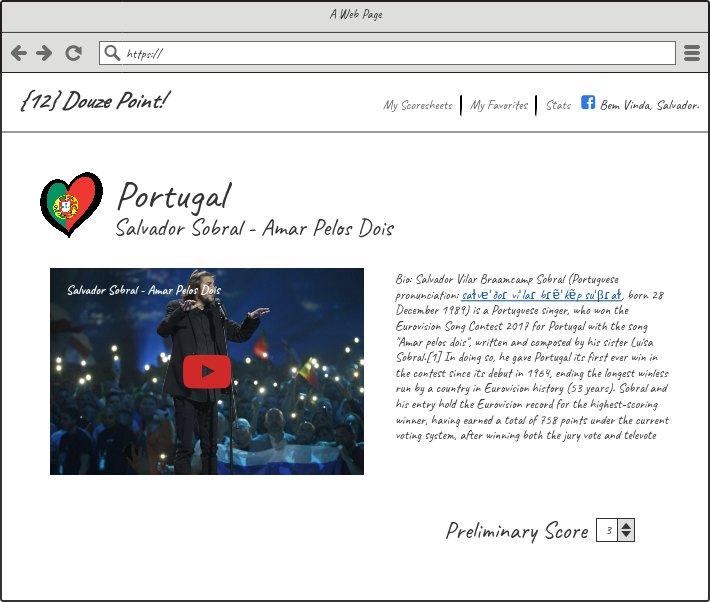 A Web Page
https://
{12} Douze Point!
My Scoresheets
My Favorites
Stats
Bem Vinda, Salvador.
Portugal
Salvador Sobral - Amar Pelos Dois
Salvador Sobral - Amar Pelos Dois
Bio: Salvador Vilar Braamcamp Sobral (Portuguese
pronunciation: saɫvɐˈðoɾ viˈlaɾ bɾɐ̃ˈkɐ̃p suˈβɾaɫ, born 28
December 1989) is a Portuguese singer, who won the
Eurovision Song Contest 2017 for Portugal with the song
"Amar pelos dois", written and composed by his sister Luísa
Sobral.[1] In doing so, he gave Portugal its first ever win in
the contest since its debut in 1964, ending the longest winless
run by a country in Eurovision history (53 years). Sobral and
his entry hold the Eurovision record for the highest-scoring
winner, having earned a total of 758 points under the current
voting system, after winning both the jury vote and televote
Preliminary Score 3